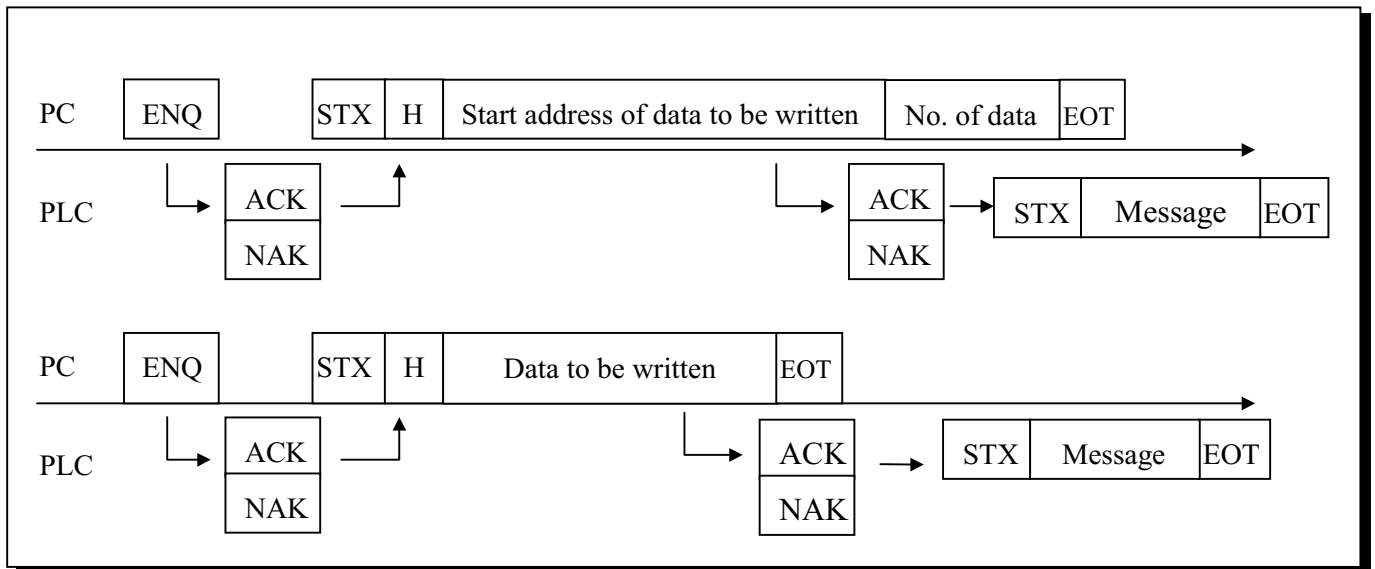 PC ENQ STX H Start address of data to be written No. of data EOT
ACK ACK
PLC STX Message EOT
NAK NAK
PC ENQ STX H Data to be written EOT
ACK ACK STX Message EOT
PLC
NAK NAK